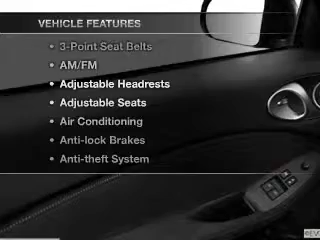 VEHICLE FEATURES
• 3-Point Seat Belts
• AM/FM
• Adjustable Headrests
• Adjustable Seats
• Air Conditioning
• Anti-lock Brakes
• Anti-theft System
©EVO